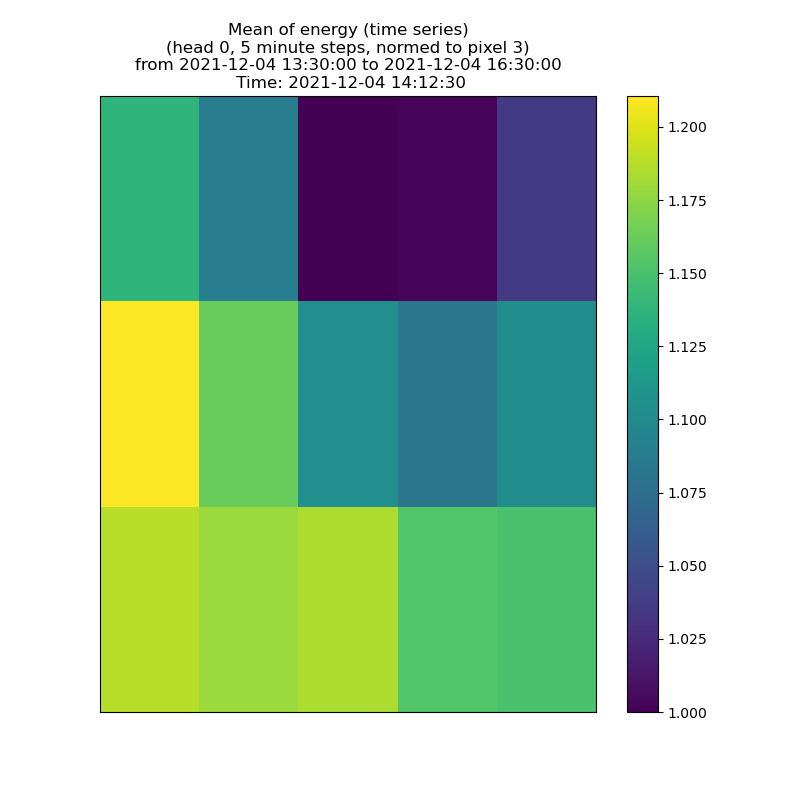 Mean of energy (time series)
(head 0, 5 minute steps, normed to pixel 3)
from 2021-12-04 13:30:00 to 2021-12-04 16:30:00
Time: 2021-12-04 14:12:30
1.200
1.175
1.150
1.125
1.100
1.075
1.050
1.025
1.000